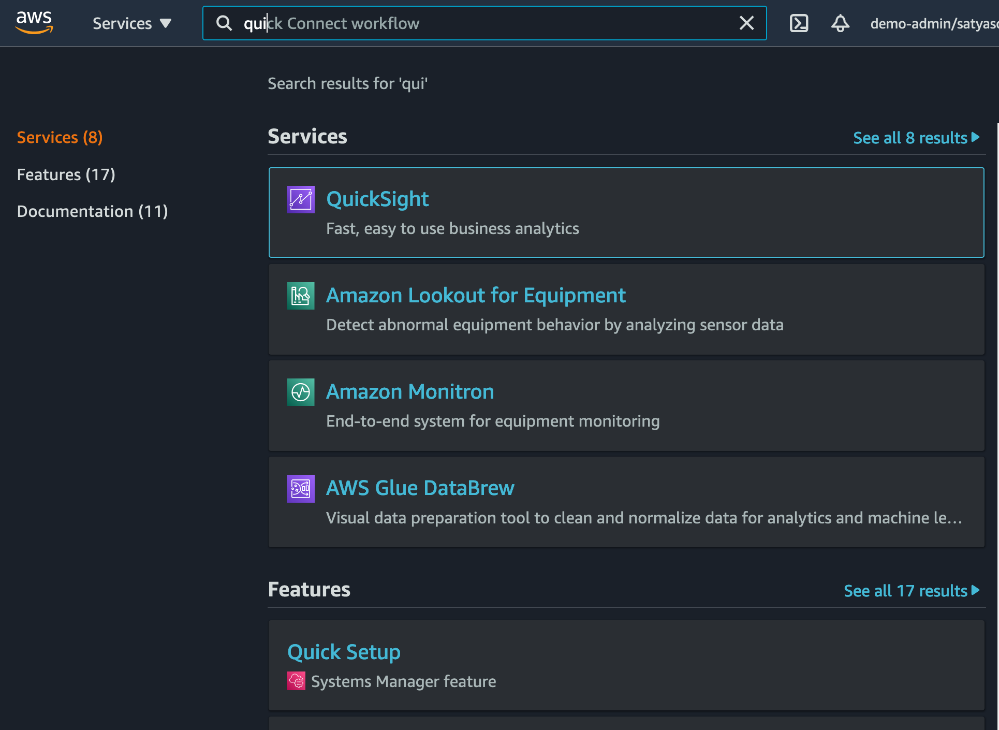 aws
Services
quick Connect workflow
demo-admin/satyas
Search results for 'qui'
Services (8)
Features (17)
Documentation (11)
Services
See all 8 results
QuickSight
Fast, easy to use business analytics
Amazon Lookout for Equipment
Detect abnormal equipment behavior by analyzing sensor data
Amazon Monitron
End-to-end system for equipment monitoring
AWS Glue DataBrew
Visual data preparation tool to clean and normalize data for analytics and machine le...
Features
See all 17 results
Quick Setup
Systems Manager feature